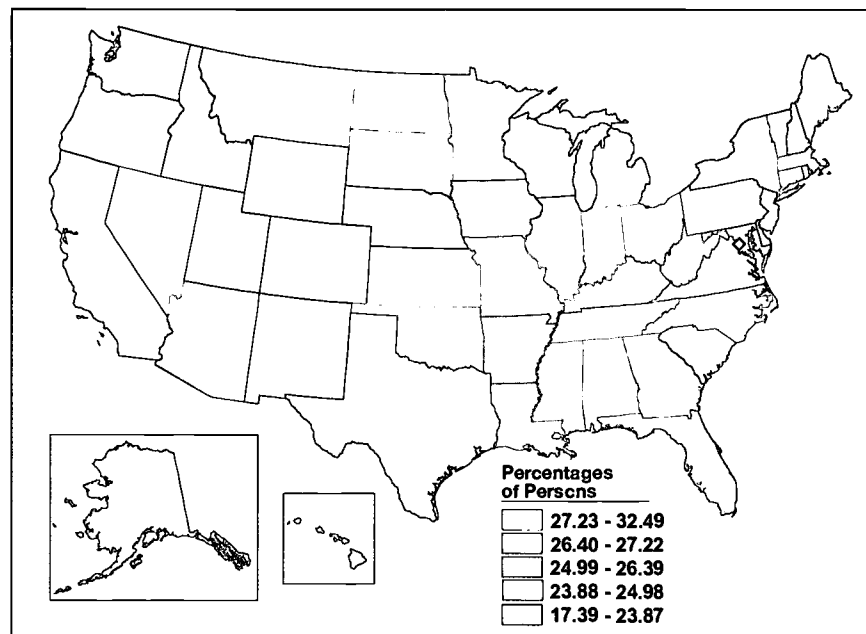 Percentages
of Perscns
27.23 - 32.49
26.40 - 27.22
24.99 - 26.39
23.88 - 24.98
17.39 - 23.87